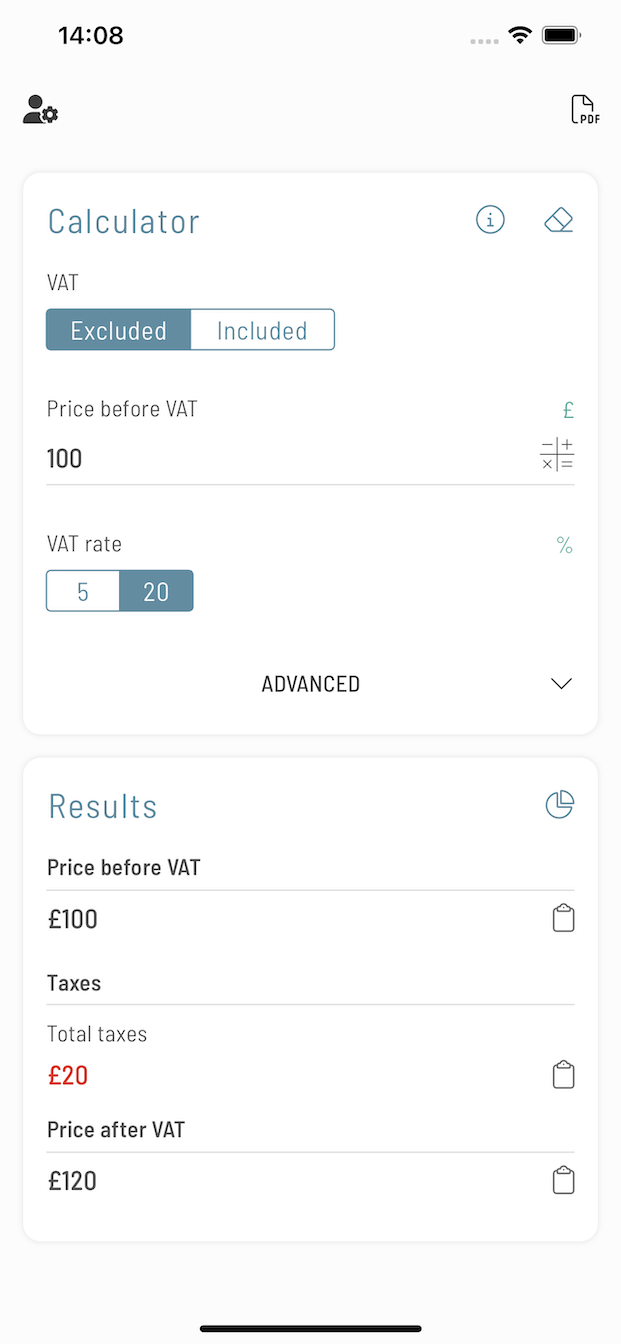 14:08
PDF
Calculator
VAT
Excluded Included
Price before VAT £
100
VAT rate %
5 20
ADVANCED
Results
Price before VAT
£100
Taxes
Total taxes
£20
Price after VAT
£120